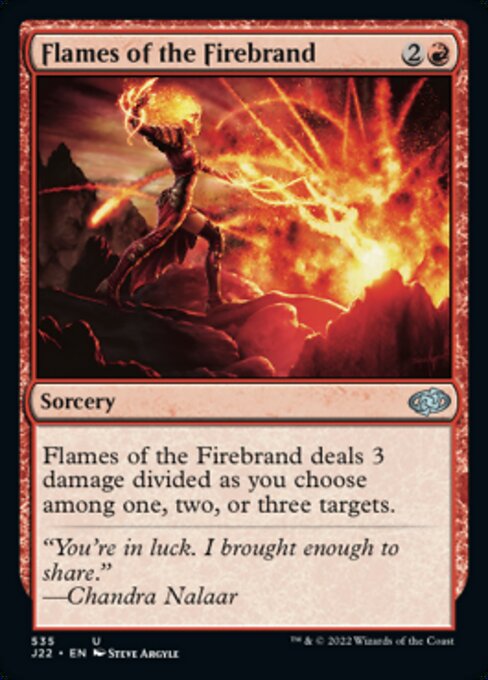 Flames of the Firebrand 2
Sorcery
Flames of the Firebrand deals 3
damage divided as you choose
among one, two, or three targets.
“You’re in luck. I brought enough to
share.”
—Chandra Nalaar
535 U
J22 • EN Steve Argyle
™ & © 2022 Wizards of the Coast